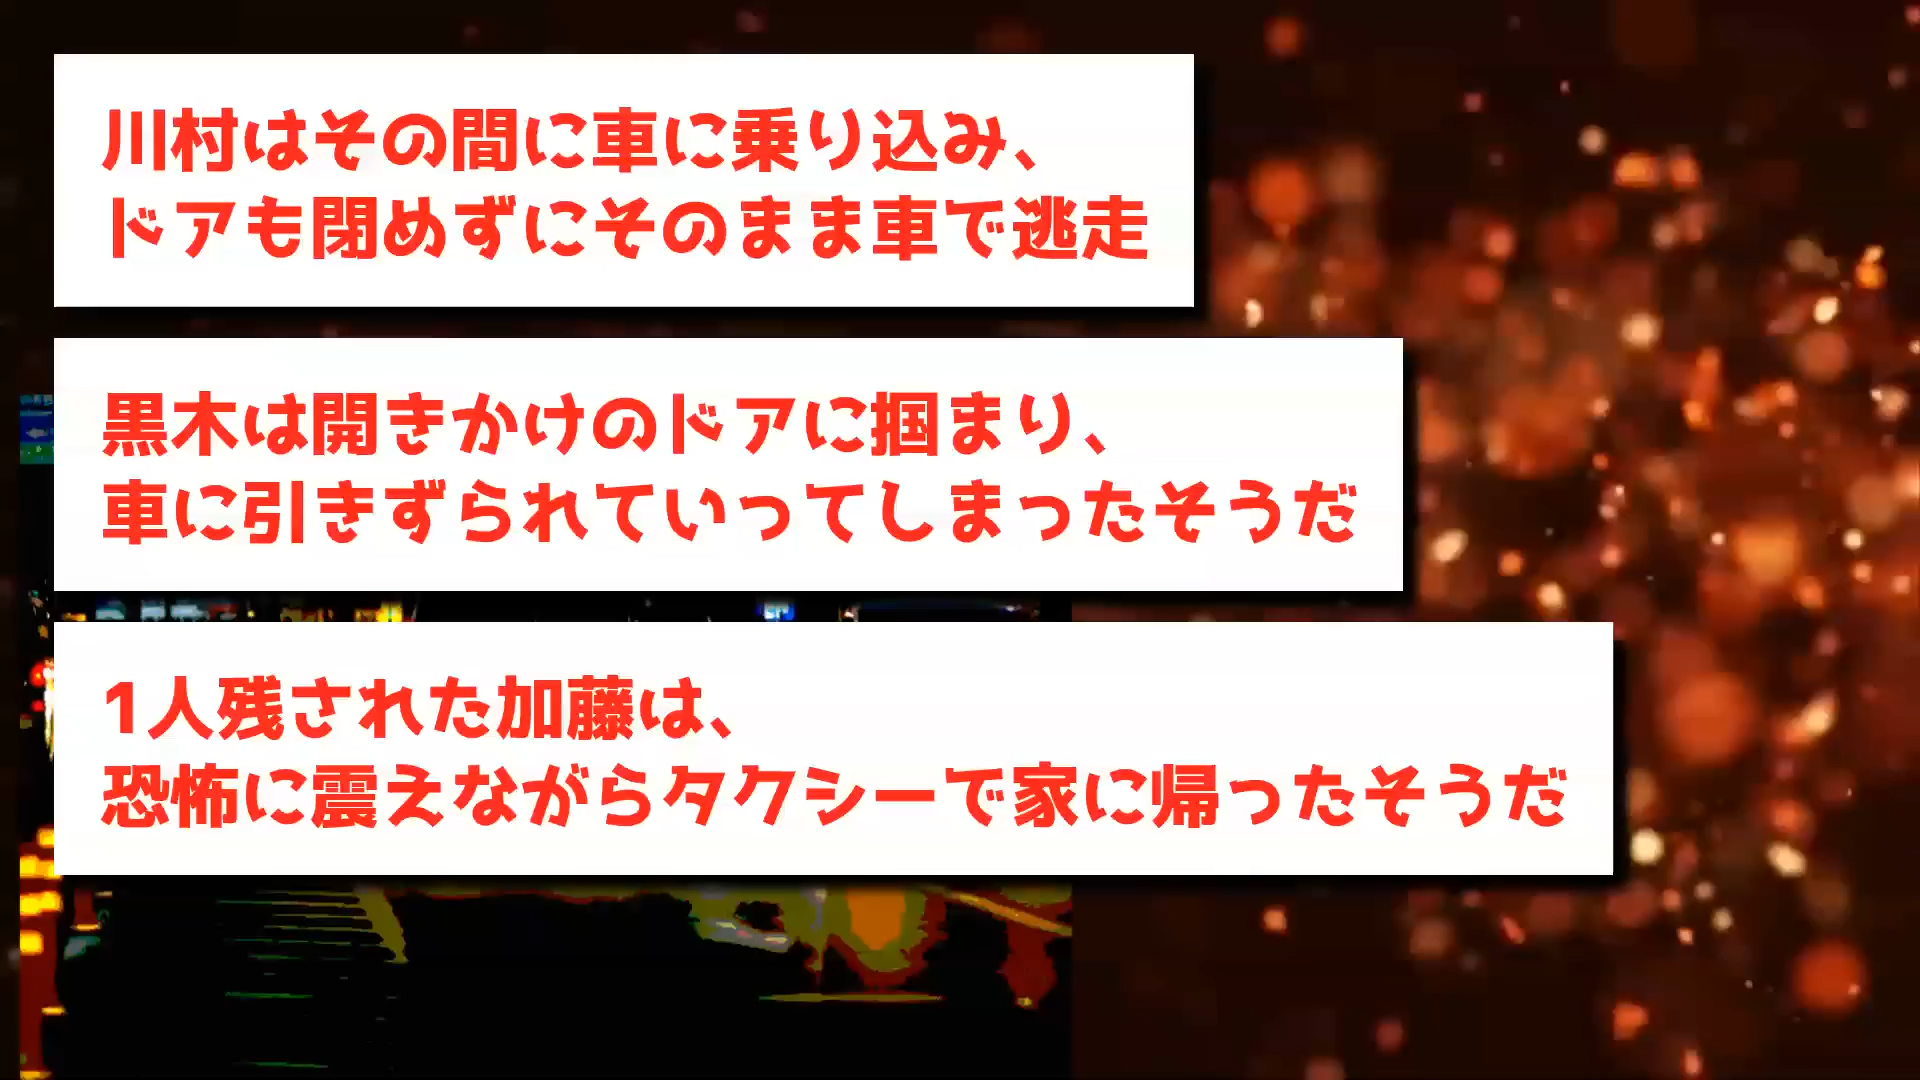 川村はその間に車に乗り込み、
ドアも閉めずにそのまま車で逃走
黒木は開きかけのドアに掴まり、
車に引きずられていってしまったそうだ
1人残された加藤は、
恐怖に震えながらタクシーで家に帰ったそうだ